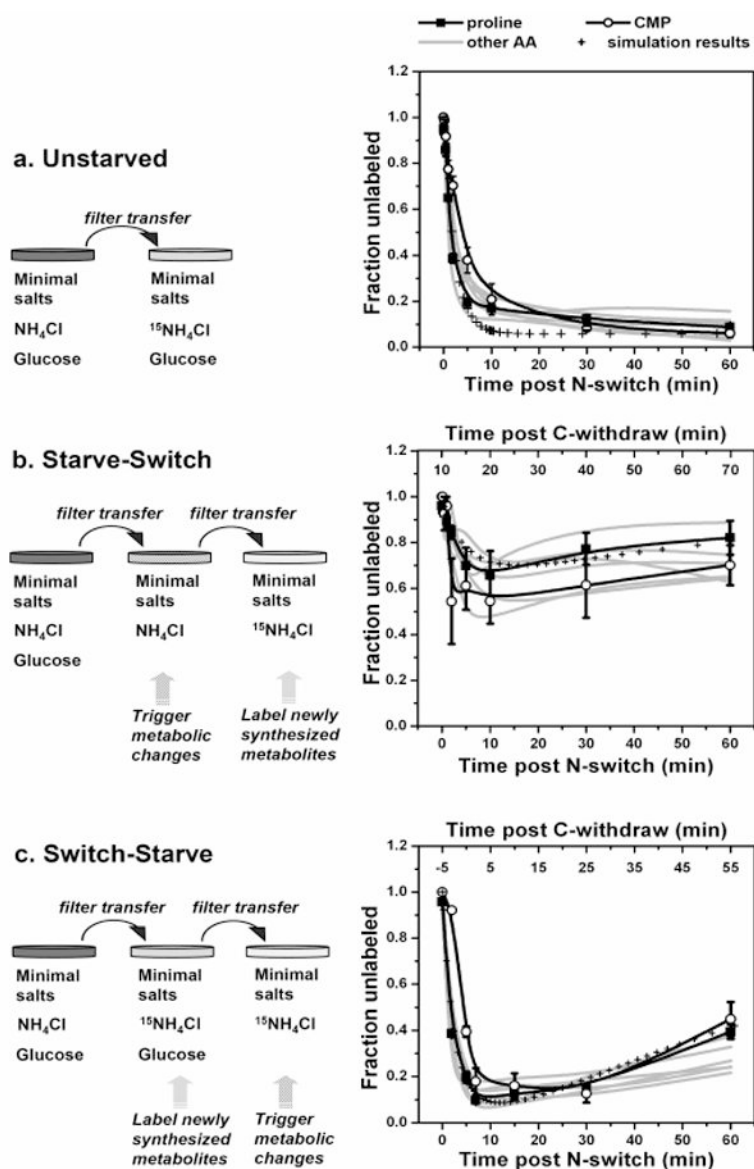 proline CMP
other AA simulation results
a. Unstarved
filter transfer
Minimal salts Minimal salts
NH₄Cl ¹⁵NH₄Cl
Glucose Glucose
1.2
1.0
0.8
0.6
0.4
0.2
0.0
Fraction unlabeled
0 10 20 30 40 50 60
Time post N-switch (min)
b. Starve-Switch
filter transfer filter transfer
Minimal salts Minimal salts Minimal salts
NH₄Cl NH₄Cl ¹⁵NH₄Cl
Glucose
Trigger metabolic changes
Label newly synthesized metabolites
Time post C-withdraw (min)
10 20 30 40 50 60 70
1.2
1.0
0.8
0.6
0.4
0.2
0.0
Fraction unlabeled
0 10 20 30 40 50 60
Time post N-switch (min)
c. Switch-Starve
filter transfer filter transfer
Minimal salts Minimal salts Minimal salts
NH₄Cl ¹⁵NH₄Cl ¹⁵NH₄Cl
Glucose Glucose
Label newly synthesized metabolites
Trigger metabolic changes
Time post C-withdraw (min)
-5 5 15 25 35 45 55
1.2
1.0
0.8
0.6
0.4
0.2
0.0
Fraction unlabeled
0 10 20 30 40 50 60
Time post N-switch (min)